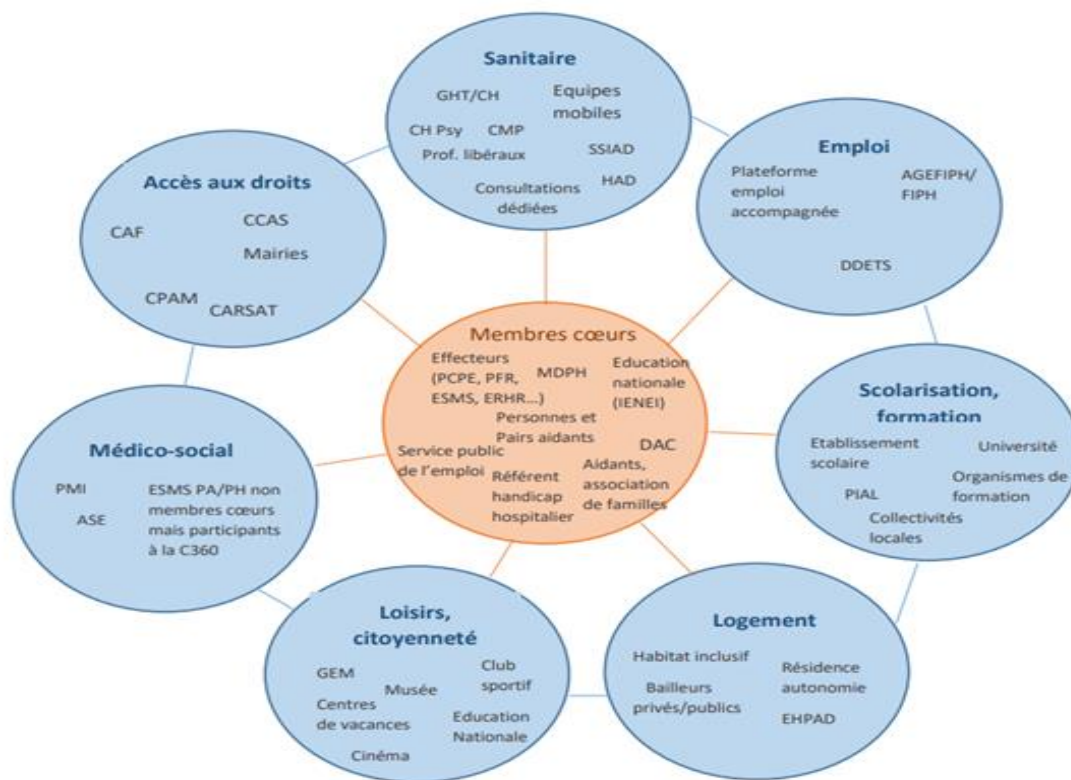 Sanitaire
GHT/CH
Equipes
mobiles
CH Psy
CMP
Prof. libéraux
SSIAD
HAD
Consultations
dédiées
Emploi
Plateforme
emploi
accompagnée
AGEFIPH/
FIPH
DDETS
Accès aux droits
CAF
CCAS
Mairies
CPAM
CARSAT
Membres cœurs
Effecteurs
(PCPE, PFR,
ESMS, ERHR...)
MDPH
Education
nationale
(IENEI)
Personnes et
Pairs aidants
DAC
Service public
de l'emploi
Référent
handicap
hospitalier
Aidants,
association
de familles
Scolarisation,
formation
Etablissement
scolaire
Université
PIAL
Organismes de
formation
Collectivités
locales
Médico-social
PMI
ASE
ESMS PA/PH non
membres cœurs
mais participants
à la C360
Loisirs,
citoyenneté
GEM
Musée
Club
sportif
Centres
de vacances
Education
Nationale
Cinéma
Logement
Habitat inclusif
Résidence
autonomie
Bailleurs
privés/publics
EHPAD